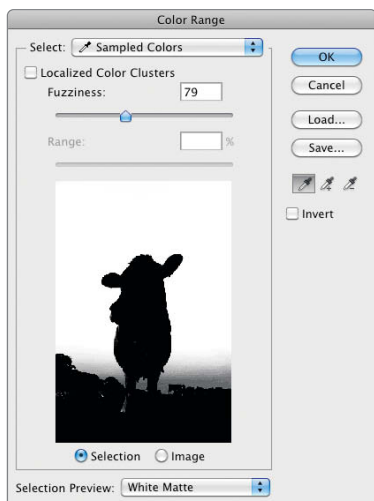 Color Range
Select: Sampled Colors
Localized Color Clusters
Fuzziness: 79
Range: %
Selection Image
Selection Preview: White Matte
OK
Cancel
Load...
Save...
Invert